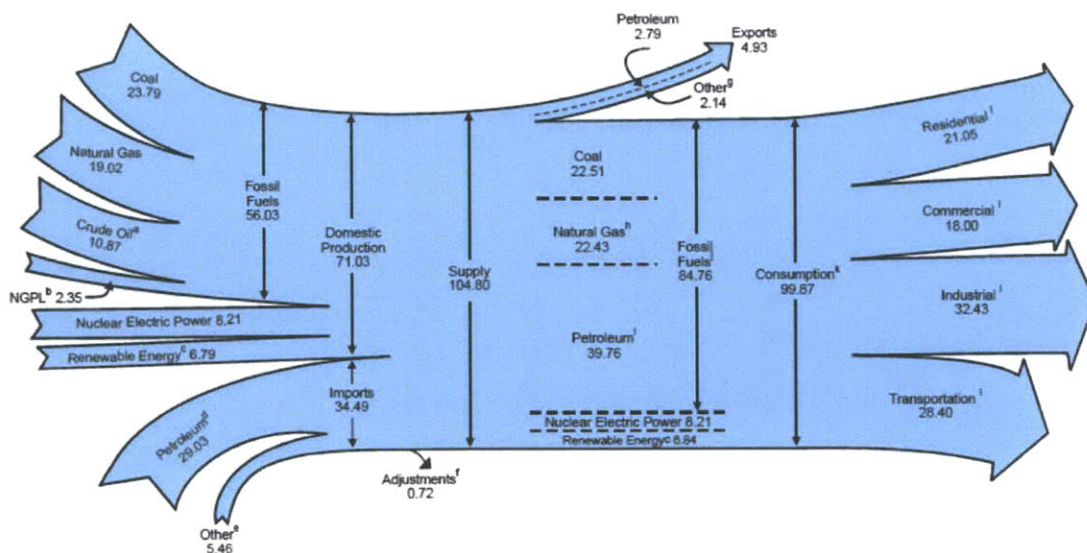 Petroleum
2.79
Exports
4.93
Other^g
2.14
Coal
23.79
Natural Gas
19.02
Crude Oil^a
10.87
NGPL^b 2.35
Nuclear Electric Power 8.21
Renewable Energy^c 6.79
Petroleum^d
29.03
Other^e
5.46
Fossil
Fuels
56.03
Domestic
Production
71.03
Imports
34.49
Adjustments^f
0.72
Supply
104.80
Coal
22.51
Natural Gas^h
22.43
Petroleum^i
39.76
Nuclear Electric Power 8.21
Renewable Energy^c 6.84
Fossil
Fuels^j
84.76
Consumption^k
99.87
Residential^l
21.05
Commercial^l
18.00
Industrial^l
32.43
Transportation^l
28.40